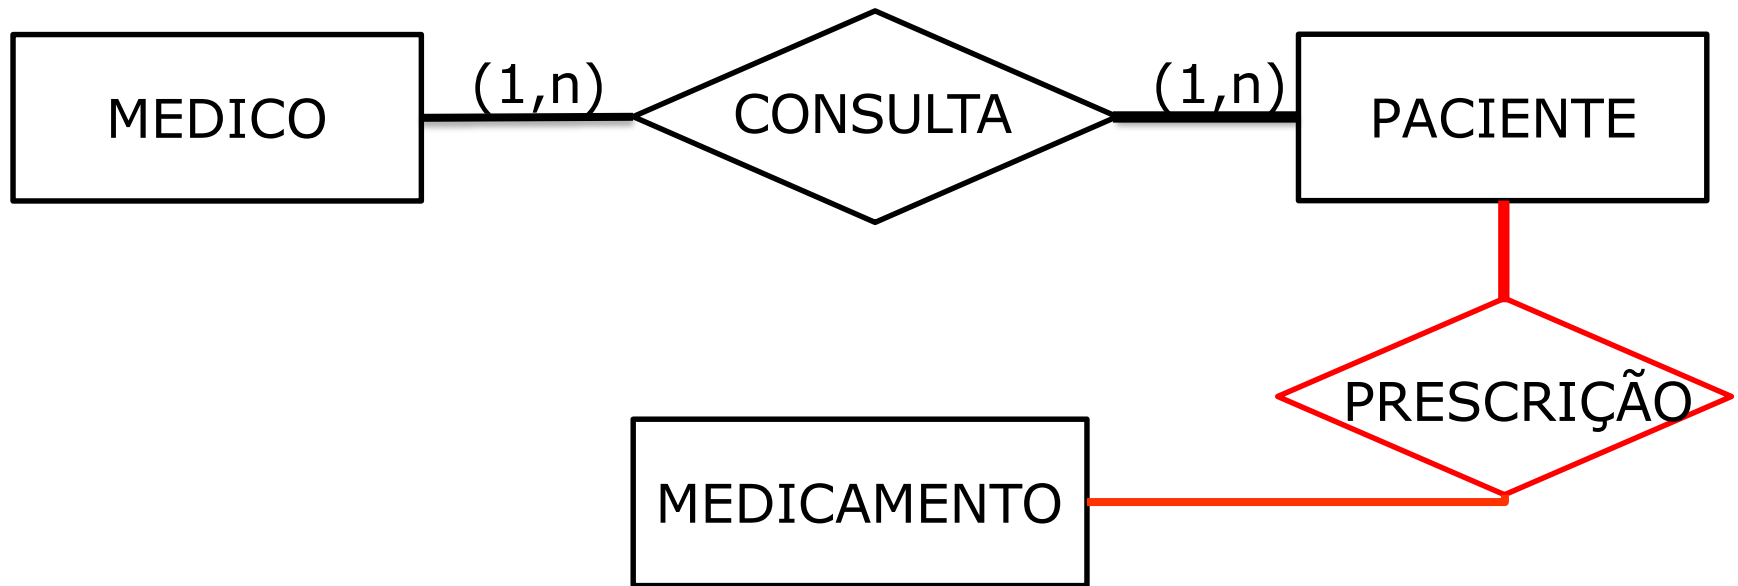 MEDICO
(1,n)
CONSULTA
(1,n)
PACIENTE
PRESCRIÇÃO
MEDICAMENTO